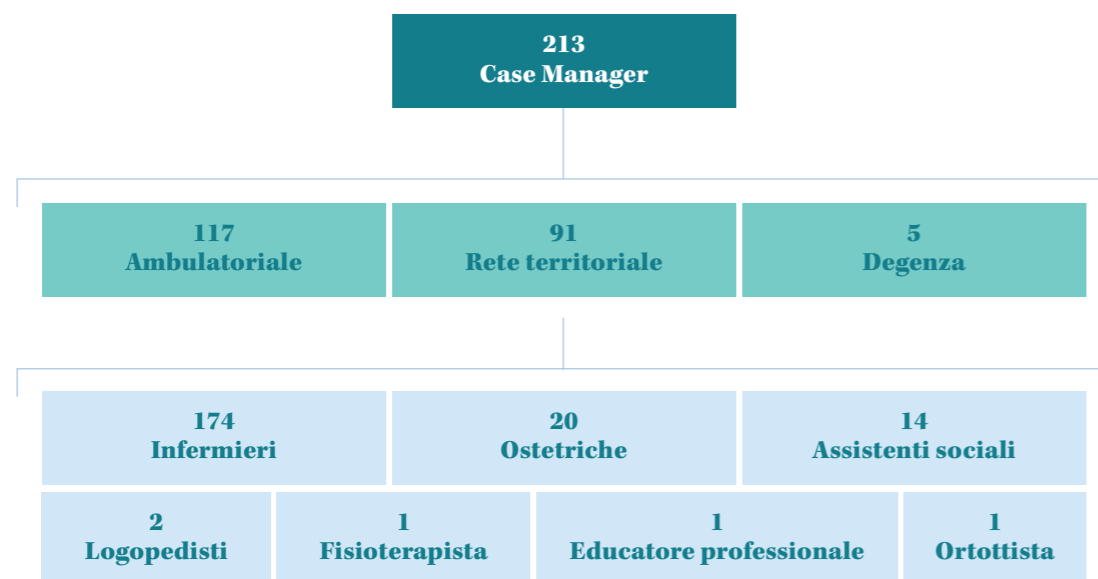 213
Case Manager
117
Ambulatoriale
91
Rete territoriale
5
Degenza
174
Infermieri
20
Ostetriche
14
Assistenti sociali
2
Logopedisti
1
Fisioterapista
1
Educatore professionale
1
Ortottista